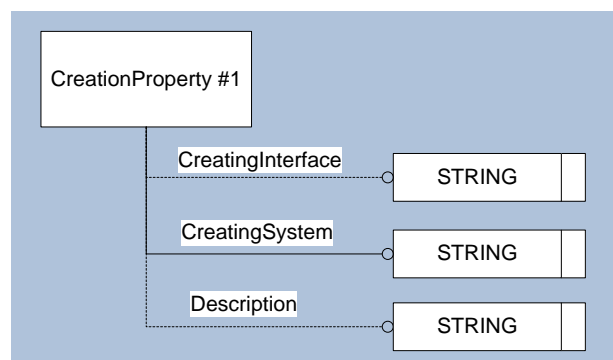 CreationProperty #1
CreatingInterface
STRING
CreatingSystem
STRING
Description
STRING